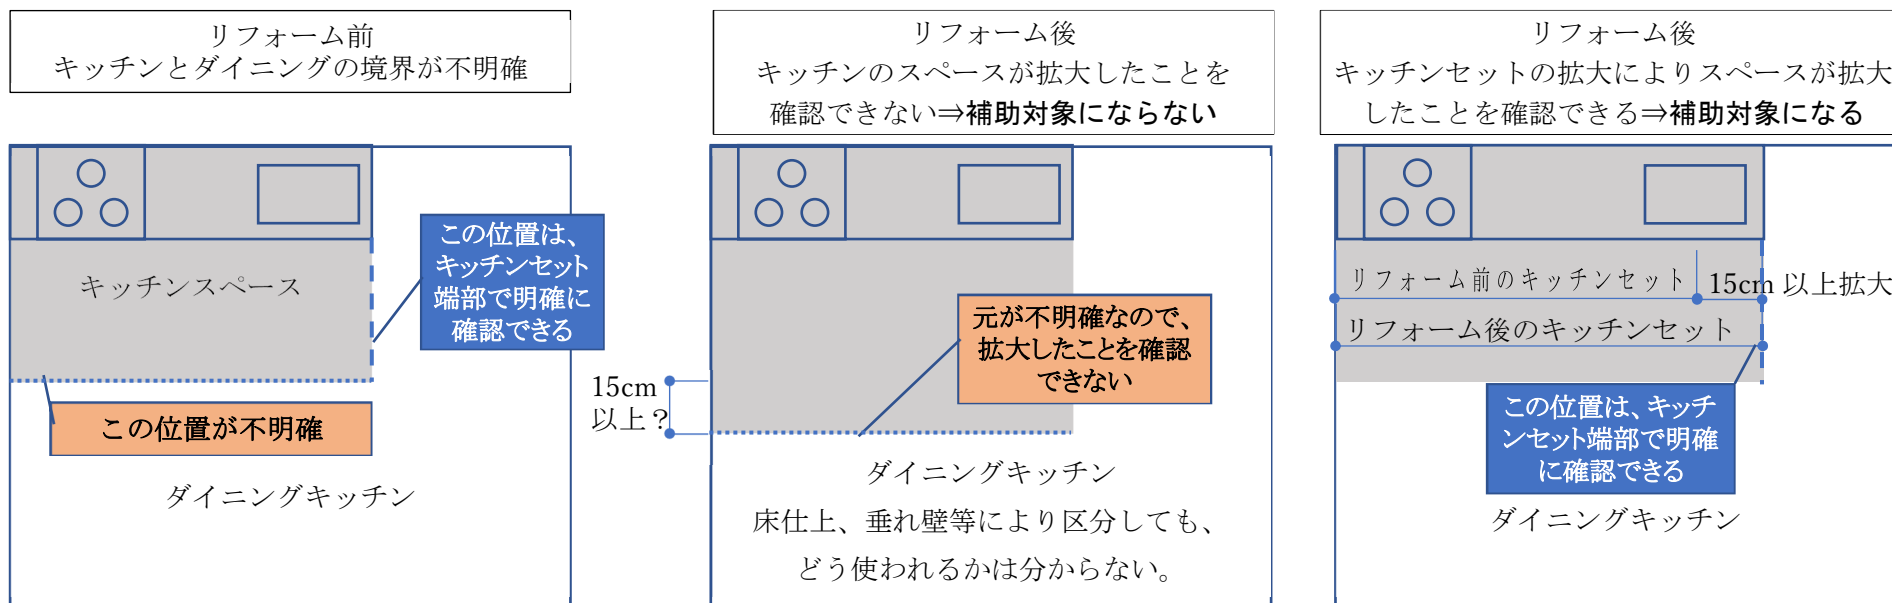 リフォーム前
キッチンとダイニングの境界が不明確
キッチンスペース
この位置は、
キッチンセット
端部で明確に
確認できる
この位置が不明確
ダイニングキッチン
リフォーム後
キッチンのスペースが拡大したことを
確認できない⇒補助対象にならない
元が不明確なので、
拡大したことを確認
できない
15cm
以上？
ダイニングキッチン
床仕上、垂れ壁等により区分しても、
どう使われるかは分からない。
リフォーム後
キッチンセットの拡大によりスペースが拡大
したことを確認できる⇒補助対象になる
リフォーム前のキッチンセット
15cm 以上拡大
リフォーム後のキッチンセット
この位置は、キッチ
ンセット端部で明確
に確認できる
ダイニングキッチン